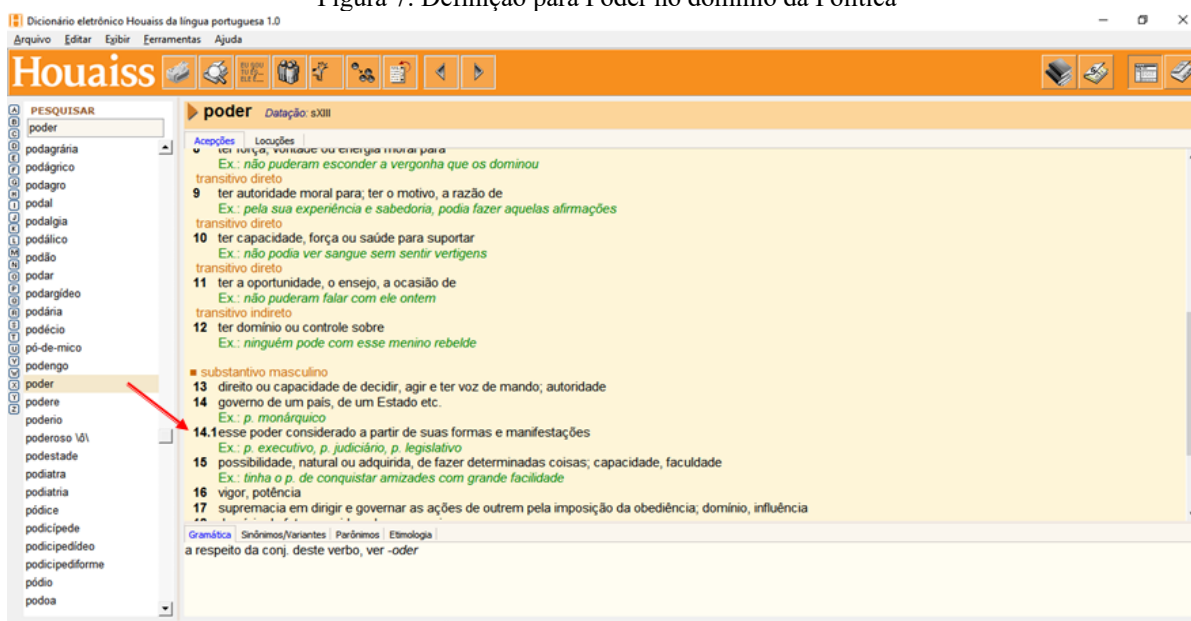 Figura 7: Definição para Poder no domínio da Política
Dicionário eletrônico Houaiss da língua portuguesa 1.0
Arquivo Editar Exibir Ferramentas Ajuda
Houaiss
PESQUISAR
poder
podagrária
podágrico
podagro
podal
podalgia
podálico
podão
podar
podargídeo
podária
podécio
pó-de-mico
podengo
poder
podere
poderio
poderoso \ô\
podestade
podiatra
podiatria
pódice
podicípede
podicipedídeo
podicipediforme
pódio
podoa
poder Datação: sXIII
Acepções Locuções
8 ter força, vontade ou energia moral para
Ex.: não puderam esconder a vergonha que os dominou
transitivo direto
9 ter autoridade moral para; ter o motivo, a razão de
Ex.: pela sua experiência e sabedoria, podia fazer aquelas afirmações
transitivo direto
10 ter capacidade, força ou saúde para suportar
Ex.: não podia ver sangue sem sentir vertigens
transitivo direto
11 ter a oportunidade, o ensejo, a ocasião de
Ex.: não puderam falar com ele ontem
transitivo indireto
12 ter domínio ou controle sobre
Ex.: ninguém pode com esse menino rebelde
substantivo masculino
13 direito ou capacidade de decidir, agir e ter voz de mando; autoridade
14 governo de um país, de um Estado etc.
Ex.: p. monárquico
14.1 esse poder considerado a partir de suas formas e manifestações
Ex.: p. executivo, p. judiciário, p. legislativo
15 possibilidade, natural ou adquirida, de fazer determinadas coisas; capacidade, faculdade
Ex.: tinha o p. de conquistar amizades com grande facilidade
16 vigor, potência
17 supremacia em dirigir e governar as ações de outrem pela imposição da obediência; domínio, influência
Gramática Sinônimos/Variantes Parônimos Etimologia
a respeito da conj. deste verbo, ver -oder